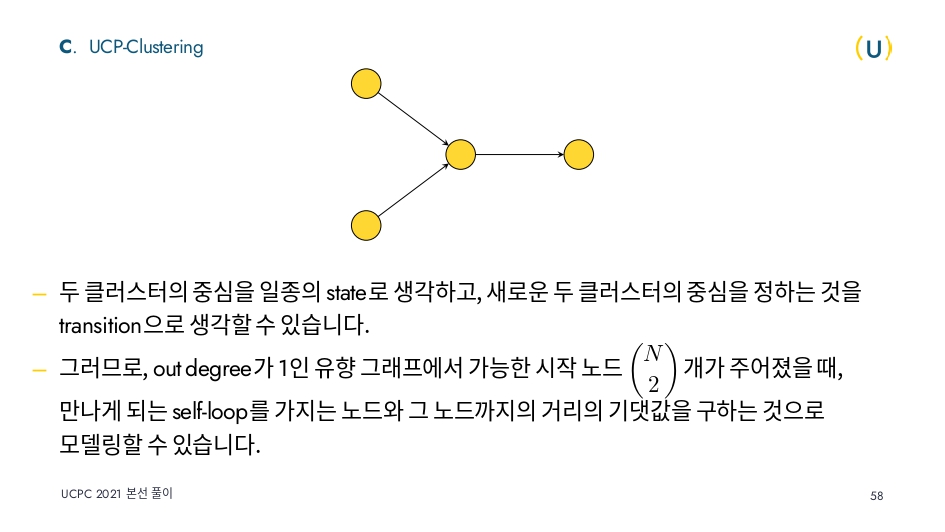 C. UCP-Clustering
(U)
– 두 클러스터의 중심을 일종의 state로 생각하고, 새로운 두 클러스터의 중심을 정하는 것을
transition으로 생각할 수 있습니다.
– 그러므로, out degree가 1인 유향 그래프에서 가능한 시작 노드 (N 2) 개가 주어졌을 때,
만나게 되는 self-loop를 가지는 노드와 그 노드까지의 거리의 기댓값을 구하는 것으로
모델링할 수 있습니다.
UCPC 2021 본선 풀이
58